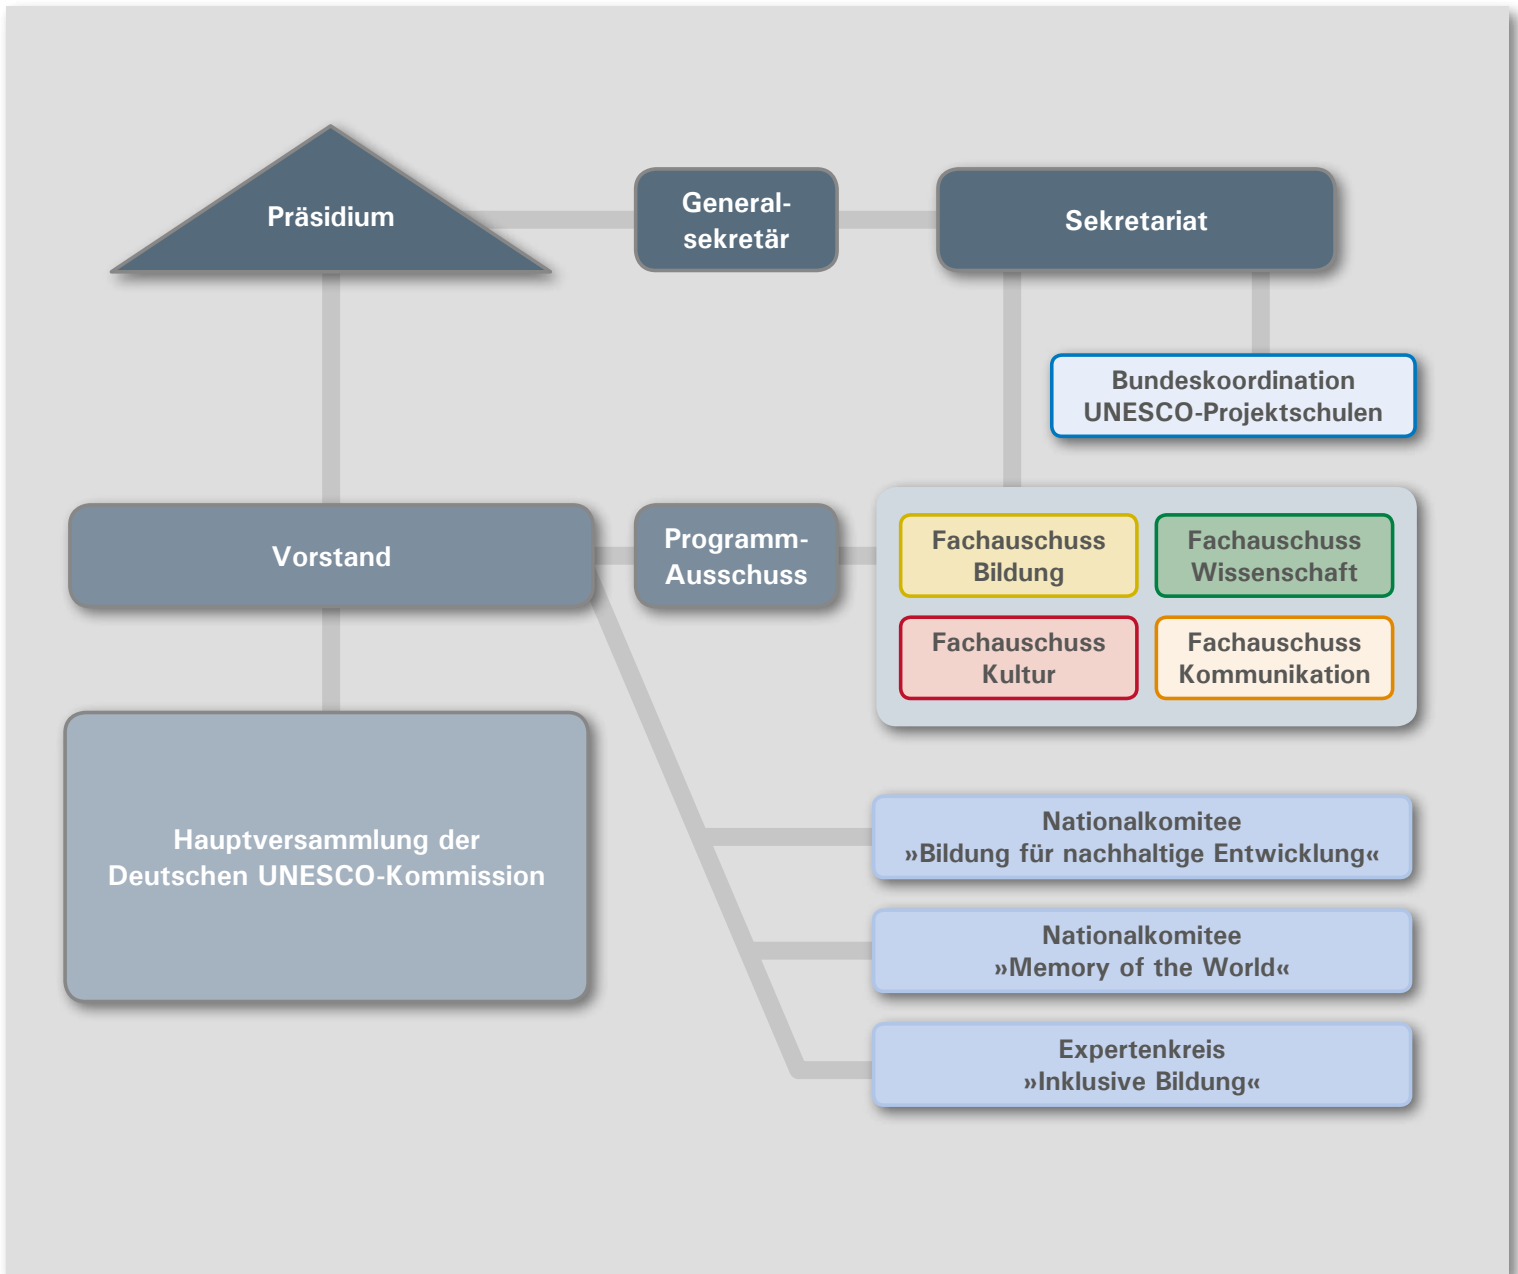 Präsidium
General-
sekretär
Sekretariat
Bundeskoordination
UNESCO-Projektschulen
Vorstand
Programm-
Ausschuss
Fachauschuss
Bildung
Fachauschuss
Wissenschaft
Fachauschuss
Kultur
Fachauschuss
Kommunikation
Hauptversammlung der
Deutschen UNESCO-Kommission
Nationalkomitee
»Bildung für nachhaltige Entwicklung«
Nationalkomitee
»Memory of the World«
Expertenkreis
»Inklusive Bildung«